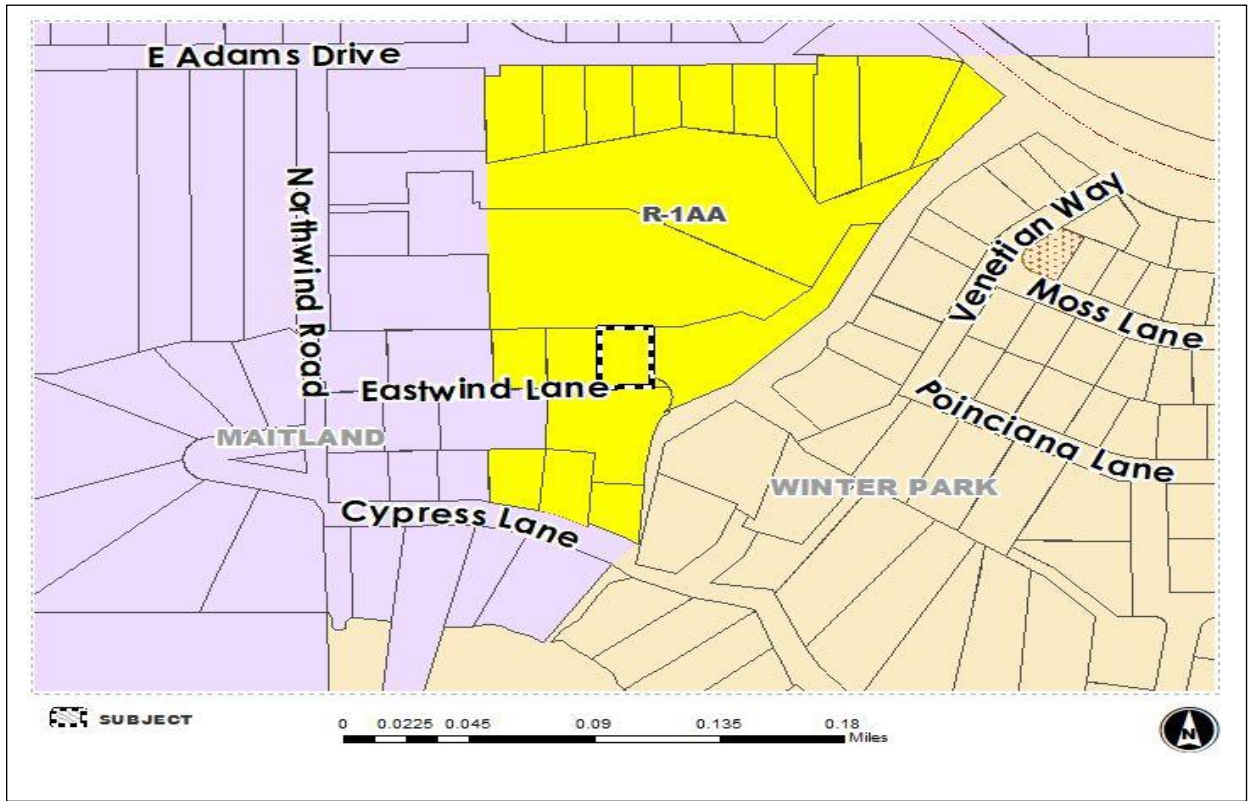 E Adams Drive
Northwind Road
R-1AA
Venetian Way
Moss Lane
Eastwind Lane
Poinciana Lane
MAITLAND
WINTER PARK
Cypress Lane
SUBJECT
0 0.0225 0.045 0.09 0.135 0.18
Miles
N